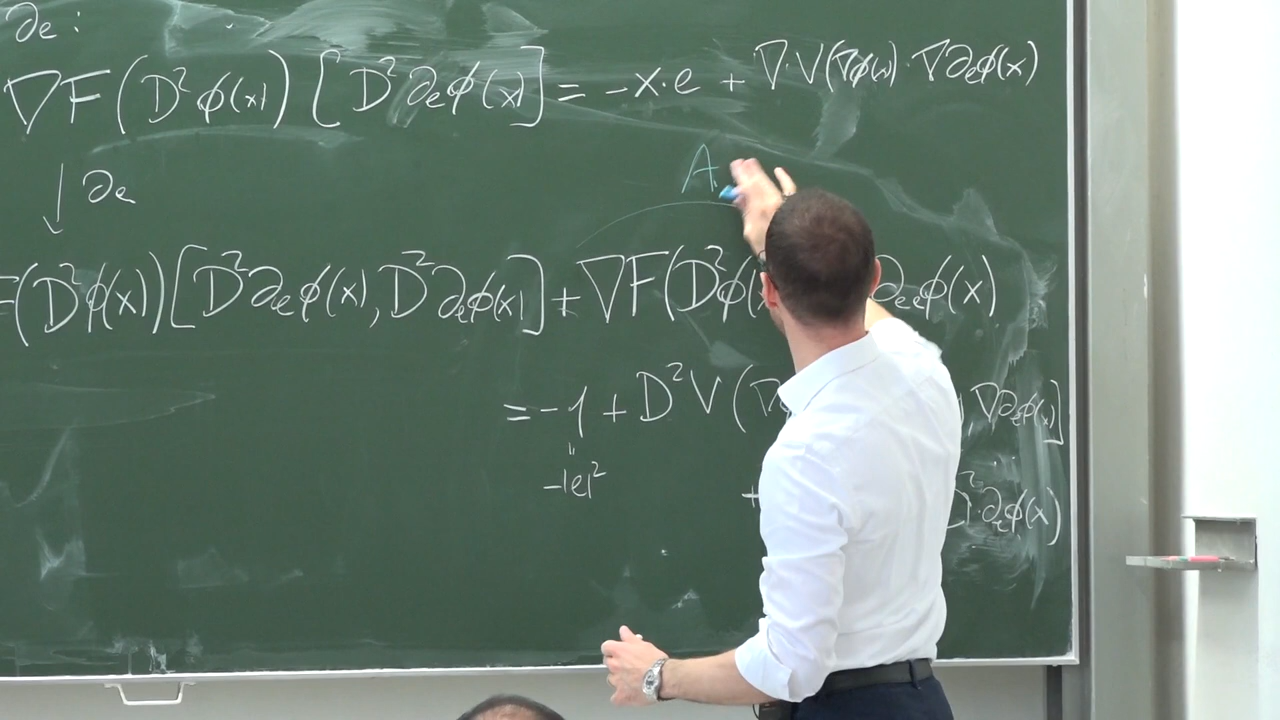 ∂e :
∇F(D²ϕ(x))[D²∂eϕ(x)] = -x·e + ∇·V(∇ϕ(x))·∇∂eϕ(x)
↓ ∂e
A
F(D²ϕ(x))[D²∂eϕ(x), D²∂eϕ(x)] + ∇F(D²ϕ( ∂eeϕ(x)
= -1 + D²V(∇ , ∇∂eϕ(x)]
"
-|e|² + ∂eϕ(x)